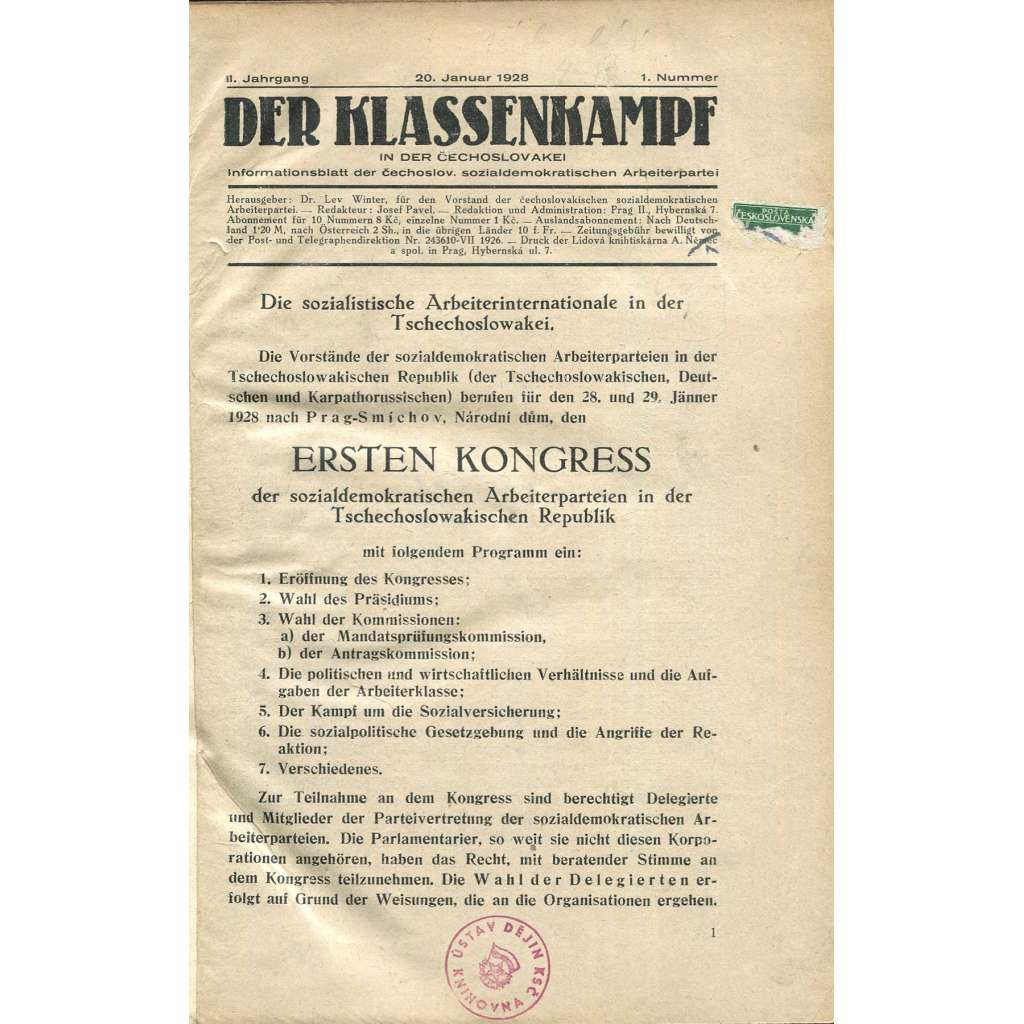 II. Jahrgang 20. Januar 1928 1. Nummer
DER KLASSENKAMPF
IN DER ČECHOSLOVAKEI
Informationsblatt der čechoslov. sozialdemokratischen Arbeiterpartei
Herausgeber: Dr. Lev Winter, für den Vorstand der čechoslovakischen sozialdemokratischen
Arbeiterpartei. — Redakteur: Josef Pavel. — Redaktion und Administration: Prag II., Hybernská 7.
Abonnement für 10 Nummern 8 Kč, einzelne Nummer 1 Kč. — Auslandsabonnement: Nach Deutsch-
land 1·20 M, nach Österreich 2 Sh., in die übrigen Länder 10 f. Fr. — Zeitungsgebühr bewilligt von
der Post- und Telegraphendirektion Nr. 243610-VII 1926. — Druck der Lidová knihtiskárna A. Němec
a spol. in Prag, Hybernská ul. 7.
POŠTA
ČESKOSLOVENSKÁ
Die sozialistische Arbeiterinternationale in der
Tschechoslowakei.
Die Vorstände der sozialdemokratischen Arbeiterparteien in der
Tschechoslowakischen Republik (der Tschechoslowakischen, Deut-
schen und Karpathorussischen) berufen für den 28. und 29. Jänner
1928 nach Prag-Smíchov, Národní dům, den
ERSTEN KONGRESS
der sozialdemokratischen Arbeiterparteien in der
Tschechoslowakischen Republik
mit folgendem Programm ein:
1. Eröffnung des Kongresses;
2. Wahl des Präsidiums;
3. Wahl der Kommissionen:
a) der Mandatsprüfungskommission,
b) der Antragskommission;
4. Die politischen und wirtschaftlichen Verhältnisse und die Auf-
gaben der Arbeiterklasse;
5. Der Kampf um die Sozialversicherung;
6. Die sozialpolitische Gesetzgebung und die Angriffe der Re-
aktion;
7. Verschiedenes.
Zur Teilnahme an dem Kongress sind berechtigt Delegierte
und Mitglieder der Parteivertretung der sozialdemokratischen Ar-
beiterparteien. Die Parlamentarier, so weit sie nicht diesen Korpo-
rationen angehören, haben das Recht, mit beratender Stimme an
dem Kongress teilzunehmen. Die Wahl der Delegierten er-
folgt auf Grund der Weisungen, die an die Organisationen ergehen.
1
ÚSTAV DĚJIN KSČ
KNIHOVNA